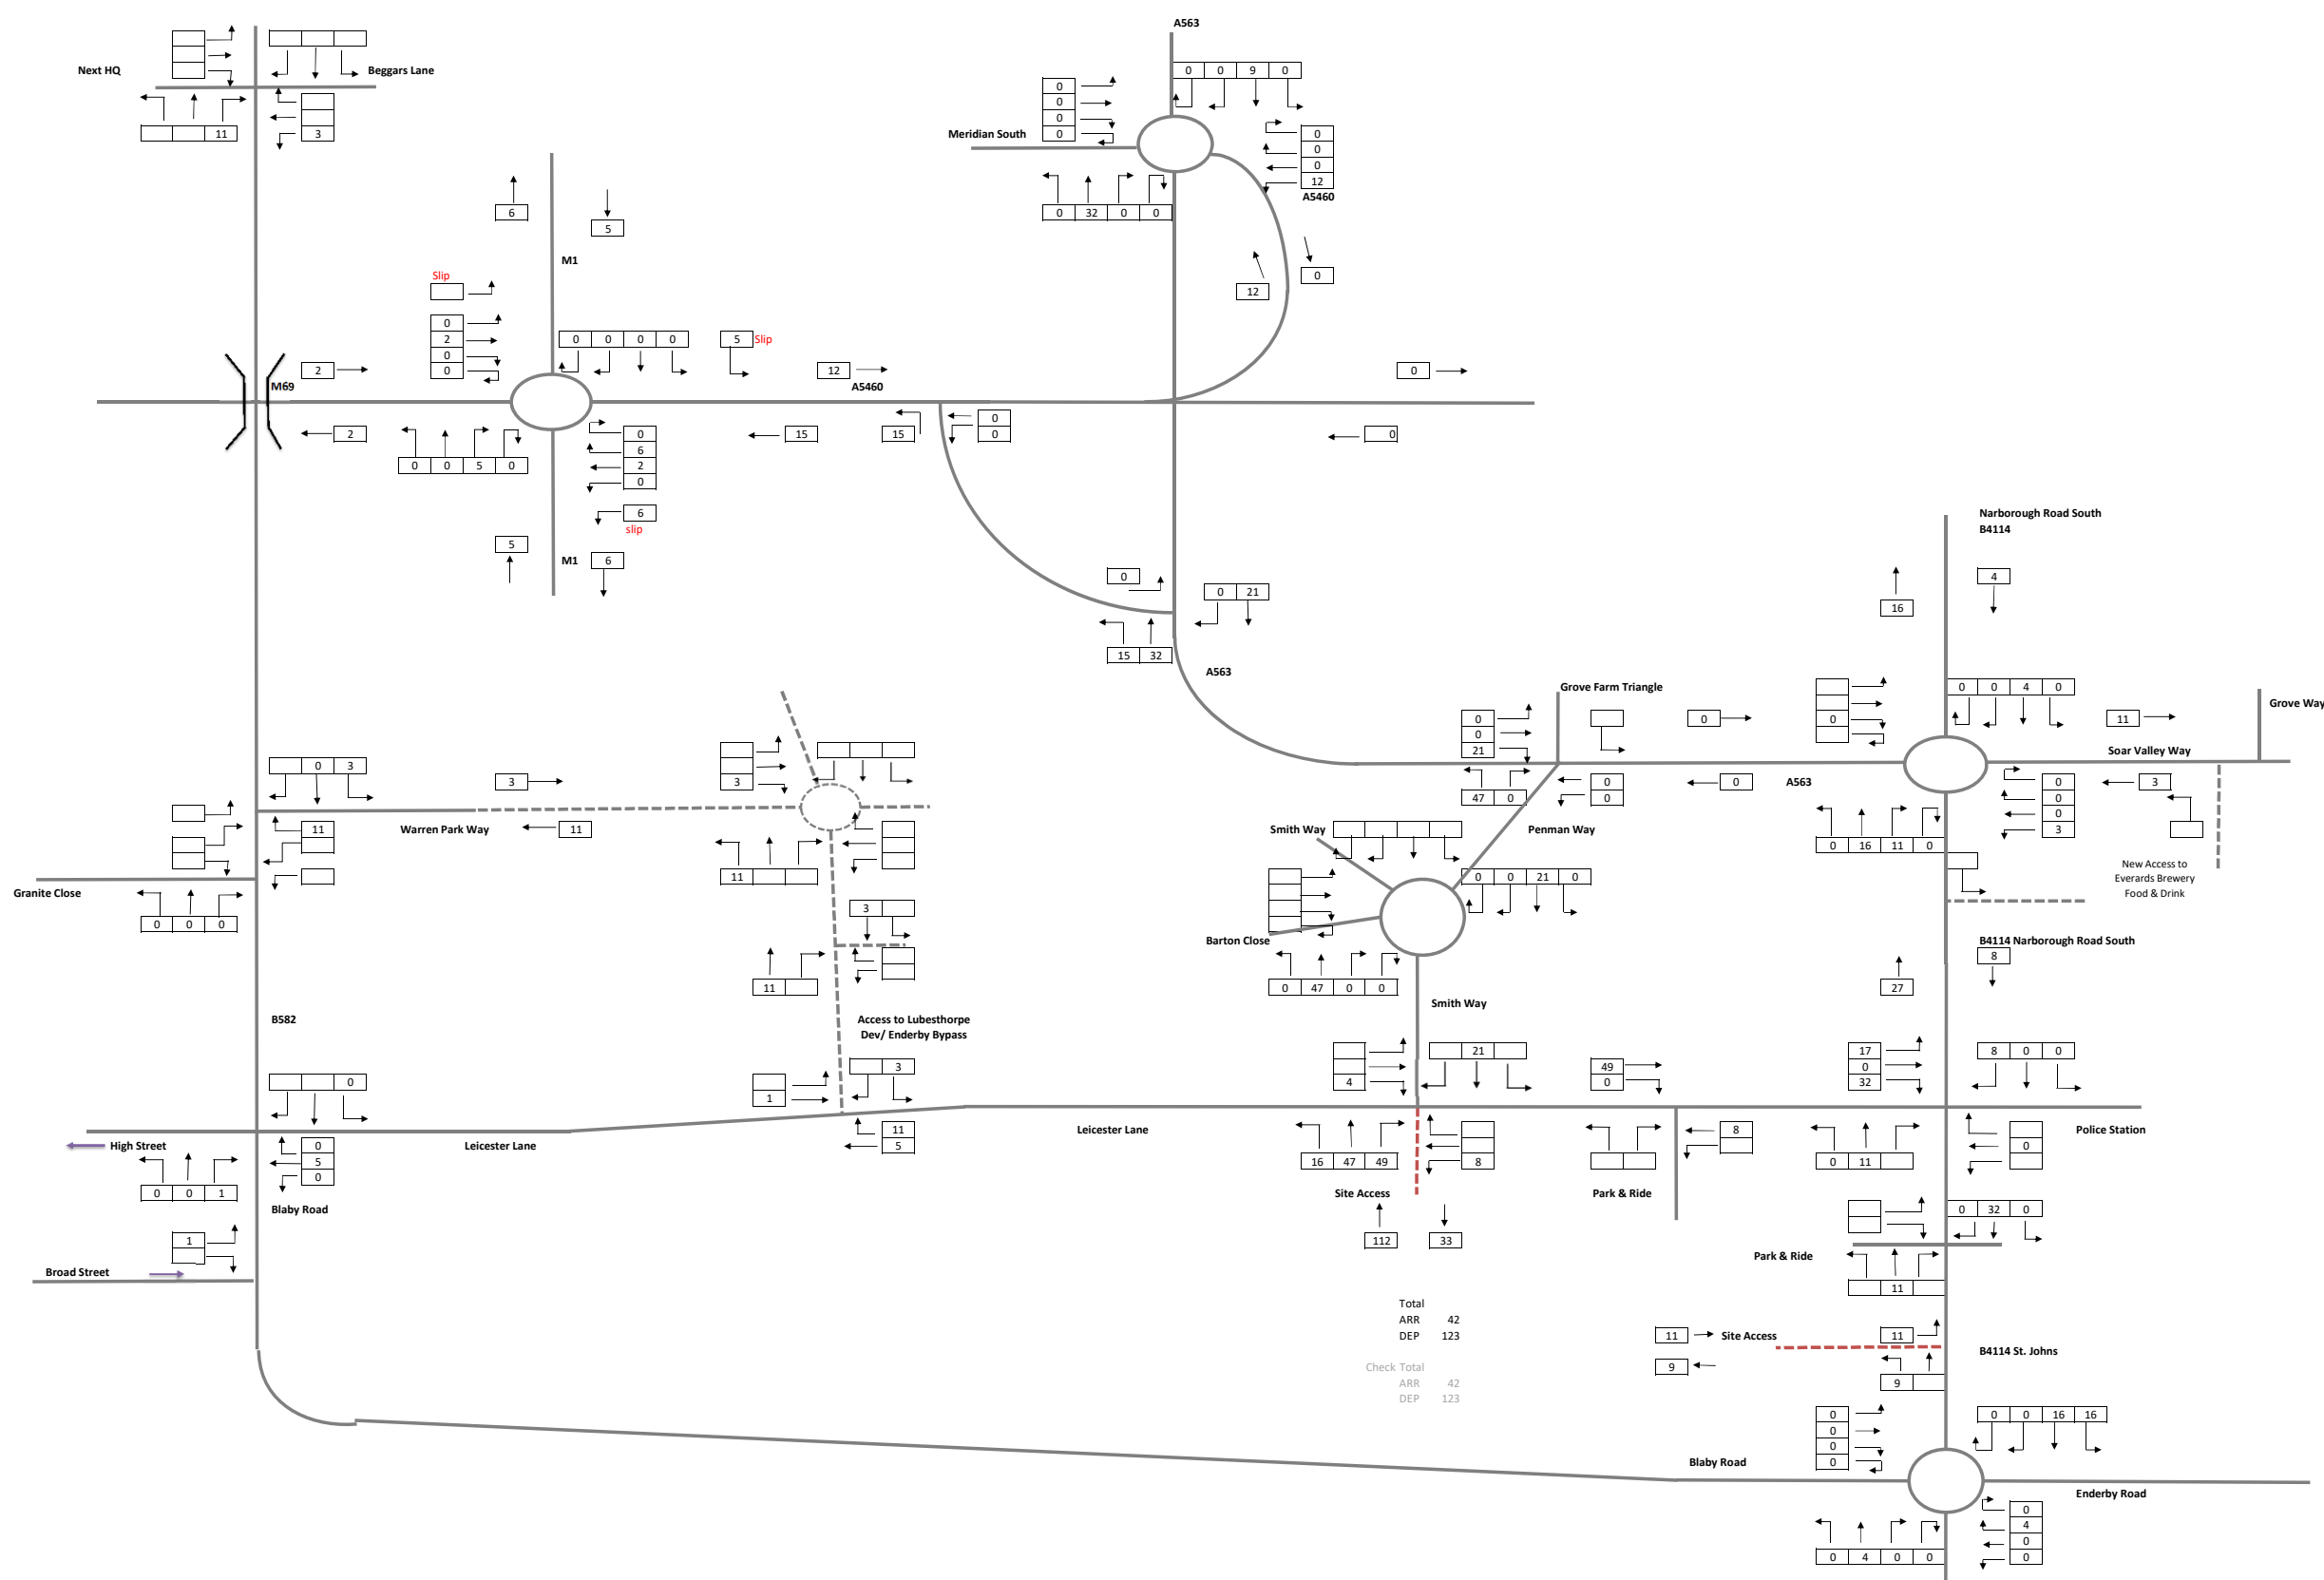 A563
Next HQ
Beggars Lane
0 0 9 0
0
0
0
0
Meridian South
11
3
0
0
0
12
A5460
0 32 0 0
6
5
M1
Slip
0
12
0
2
0
0
0 0 0 0
5 Slip
2
12
0
M69
A5460
2
0 0 5 0
0
6
2
0
15
15
0
0
0
6
slip
5
M1
6
Narborough Road South
B4114
0
0 21
4
16
15 32
A563
Grove Farm Triangle
0
0
21
0
0
0 0 4 0
11
Grove Way
Soar Valley Way
0 3
3
3
47 0
0
0
0
A563
0
0
0
3
3
Warren Park Way
11
11
Smith Way
Penman Way
0 16 11 0
New Access to
Everards Brewery
Food & Drink
11
0 0 21 0
Granite Close
0 0 0
3
Barton Close
B4114 Narborough Road South
8
11
0 47 0 0
27
Smith Way
B582
Access to Lubesthorpe
Dev/ Enderby Bypass
21
4
49
0
17
0
32
8 0 0
0
1
3
High Street
Leicester Lane
0
5
0
11
5
Leicester Lane
16 47 49
8
8
0 11
0
Police Station
0 0 1
Site Access
Park & Ride
Blaby Road
112
33
0 32 0
1
Park & Ride
Broad Street
11
Total
ARR 42
DEP 123
11
Site Access
11
B4114 St. Johns
Check Total
ARR 42
DEP 123
9
9
0
0
0
0
0 0 16 16
Blaby Road
Enderby Road
0
4
0
0
0 4 0 0